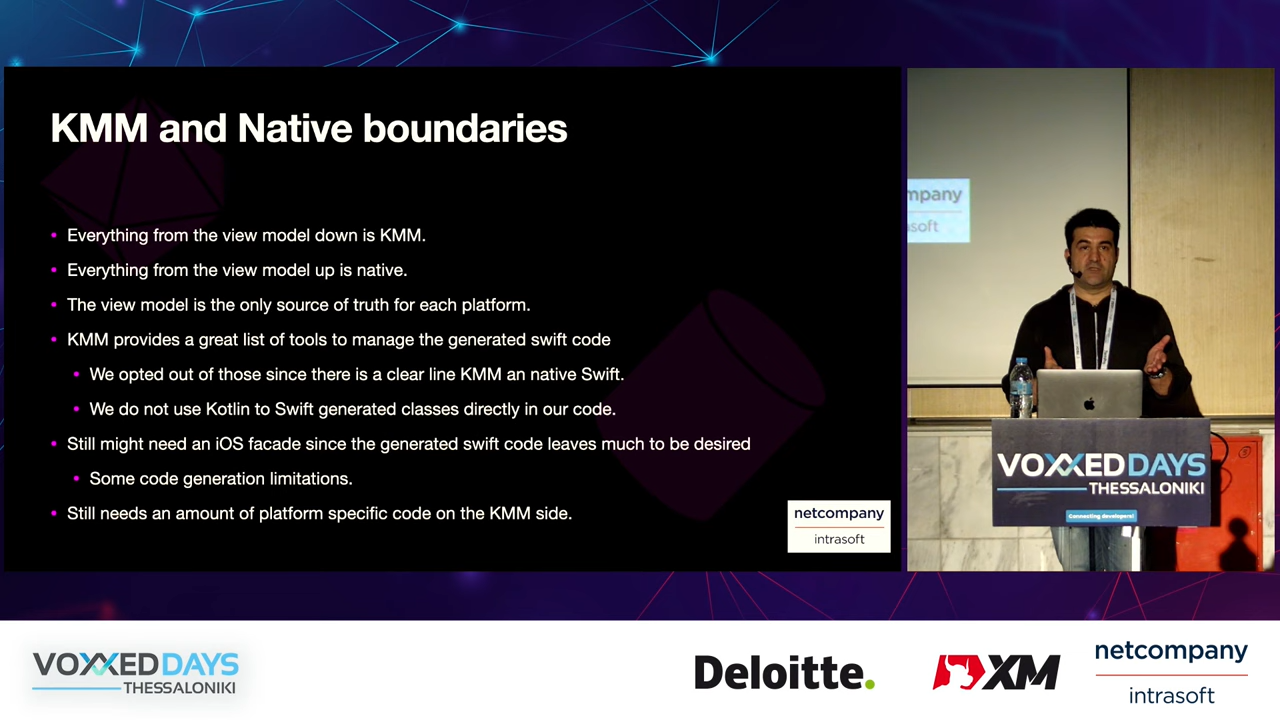 KMM and Native boundaries
• Everything from the view model down is KMM.
• Everything from the view model up is native.
• The view model is the only source of truth for each platform.
• KMM provides a great list of tools to manage the generated swift code
• We opted out of those since there is a clear line KMM an native Swift.
• We do not use Kotlin to Swift generated classes directly in our code.
• Still might need an iOS facade since the generated swift code leaves much to be desired
• Some code generation limitations.
• Still needs an amount of platform specific code on the KMM side.
netcompany
intrasoft
mpany
soft
VOXXED DAYS
THESSALONIKI
Connecting developers!
VOXXED DAYS
THESSALONIKI
Deloitte.
XM
netcompany
intrasoft